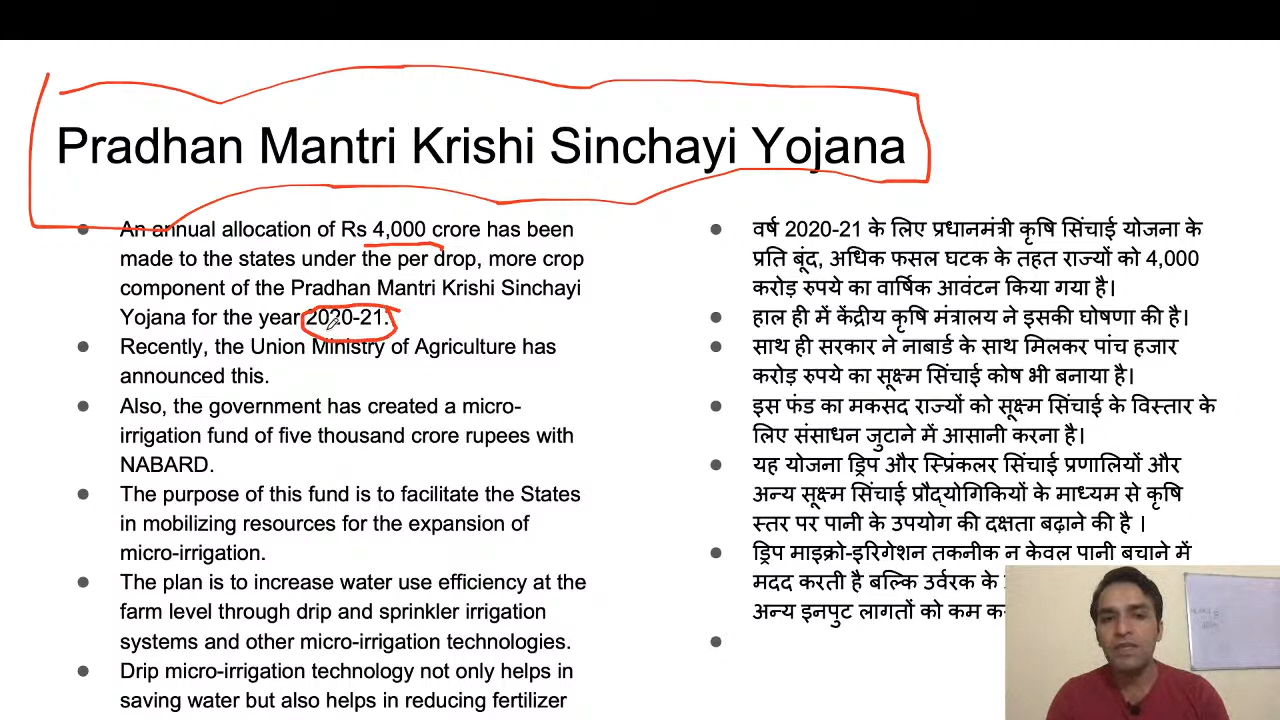 Pradhan Mantri Krishi Sinchayi Yojana
● An annual allocation of Rs 4,000 crore has been
made to the states under the per drop, more crop
component of the Pradhan Mantri Krishi Sinchayi
Yojana for the year 2020-21.
● Recently, the Union Ministry of Agriculture has
announced this.
● Also, the government has created a micro-
irrigation fund of five thousand crore rupees with
NABARD.
● The purpose of this fund is to facilitate the States
in mobilizing resources for the expansion of
micro-irrigation.
● The plan is to increase water use efficiency at the
farm level through drip and sprinkler irrigation
systems and other micro-irrigation technologies.
● Drip micro-irrigation technology not only helps in
saving water but also helps in reducing fertilizer
● वर्ष 2020-21 के लिए प्रधानमंत्री कृषि सिंचाई योजना के
प्रति बूंद, अधिक फसल घटक के तहत राज्यों को 4,000
करोड़ रुपये का वार्षिक आवंटन किया गया है।
● हाल ही में केंद्रीय कृषि मंत्रालय ने इसकी घोषणा की है।
● साथ ही सरकार ने नाबार्ड के साथ मिलकर पांच हजार
करोड़ रुपये का सूक्ष्म सिंचाई कोष भी बनाया है।
● इस फंड का मकसद राज्यों को सूक्ष्म सिंचाई के विस्तार के
लिए संसाधन जुटाने में आसानी करना है।
● यह योजना ड्रिप और स्प्रिंकलर सिंचाई प्रणालियों और
अन्य सूक्ष्म सिंचाई प्रौद्योगिकियों के माध्यम से कृषि
स्तर पर पानी के उपयोग की दक्षता बढ़ाने की है ।
● ड्रिप माइक्रो-इरिगेशन तकनीक न केवल पानी बचाने में
मदद करती है बल्कि उर्वरक के
अन्य इनपुट लागतों को कम
●